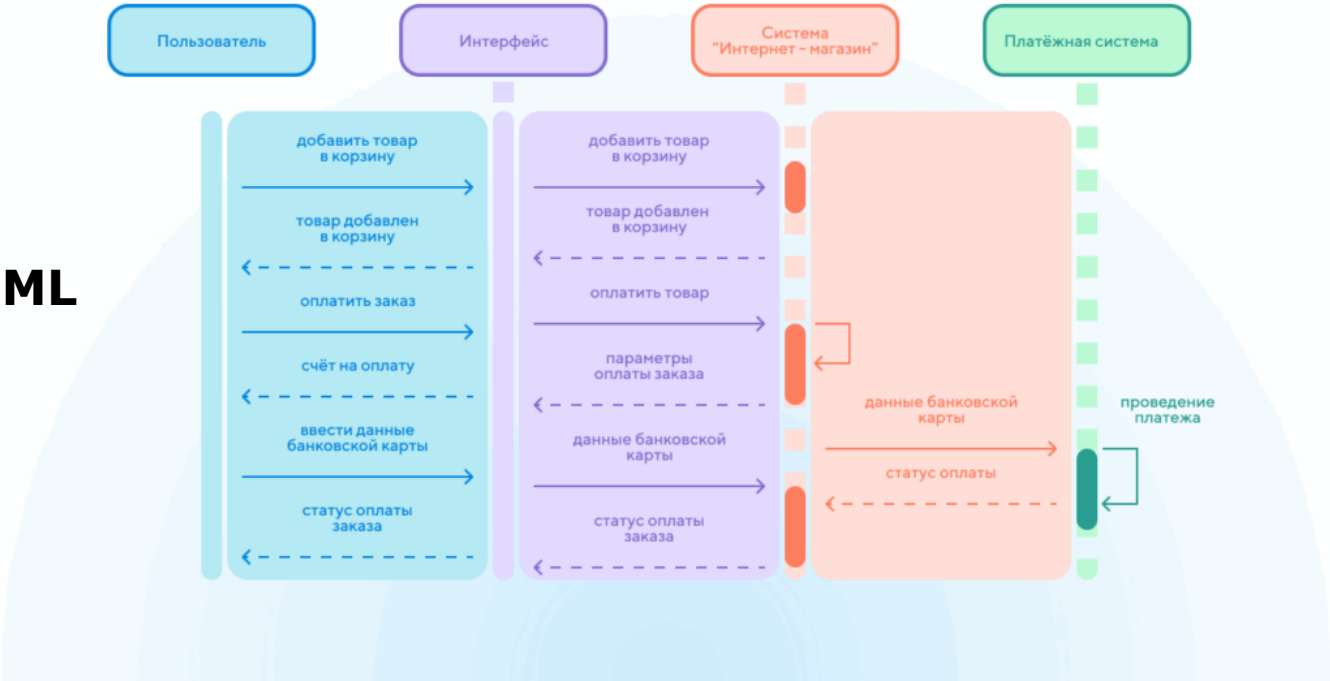 Пользователь
Интерфейс
Система
"Интернет - магазин"
Платёжная система
ML
добавить товар
в корзину
товар добавлен
в корзину
оплатить заказ
счёт на оплату
ввести данные
банковской карты
статус оплаты
заказа
добавить товар
в корзину
товар добавлен
в корзину
оплатить товар
параметры
оплаты заказа
данные банковской
карты
статус оплаты
заказа
данные банковской
карты
статус оплаты
проведение
платежа